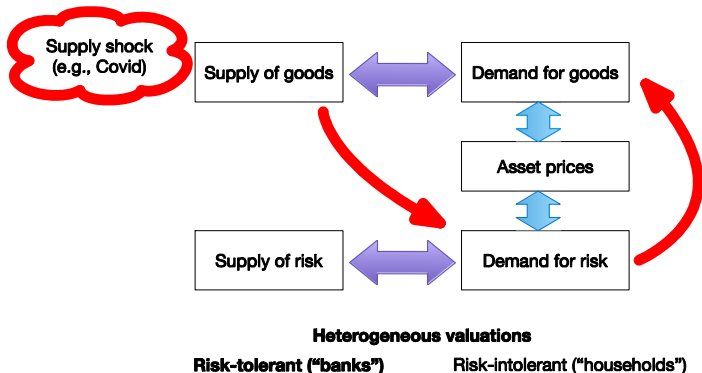 Supply shock
(e.g., Covid)
Supply of goods
Demand for goods
Asset prices
Supply of risk
Demand for risk
Heterogeneous valuations
Risk-tolerant (“banks”)
Risk-intolerant (“households”)